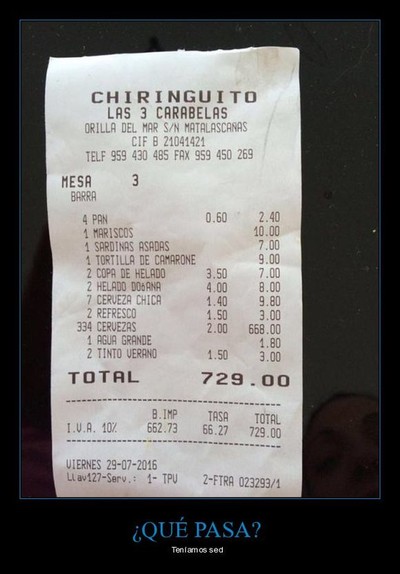 CHIRINGUITO
LAS 3 CARABELAS
ORILLA DEL MAR S/N MATALASCAÑAS
CIF B 21041421
TELF 959 430 485 FAX 959 450 269
MESA 3
BARRA
4 PAN 0.60 2.40
1 MARISCOS 10.00
1 SARDINAS ASADAS 7.00
1 TORTILLA DE CAMARONE 9.00
2 COPA DE HELADO 3.50 7.00
2 HELADO DOÑANA 4.00 8.00
7 CERVEZA CHICA 1.40 9.80
2 REFRESCO 1.50 3.00
334 CERVEZAS 2.00 668.00
1 AGUA GRANDE 1.80
2 TINTO VERANO 1.50 3.00
TOTAL 729.00
B.IMP TASA TOTAL
I.V.A. 10% 662.73 66.27 729.00
VIERNES 29-07-2016
Llav127-Serv.: 1- TPV 2-FTRA 023293/1
¿QUÉ PASA?
Teníamos sed